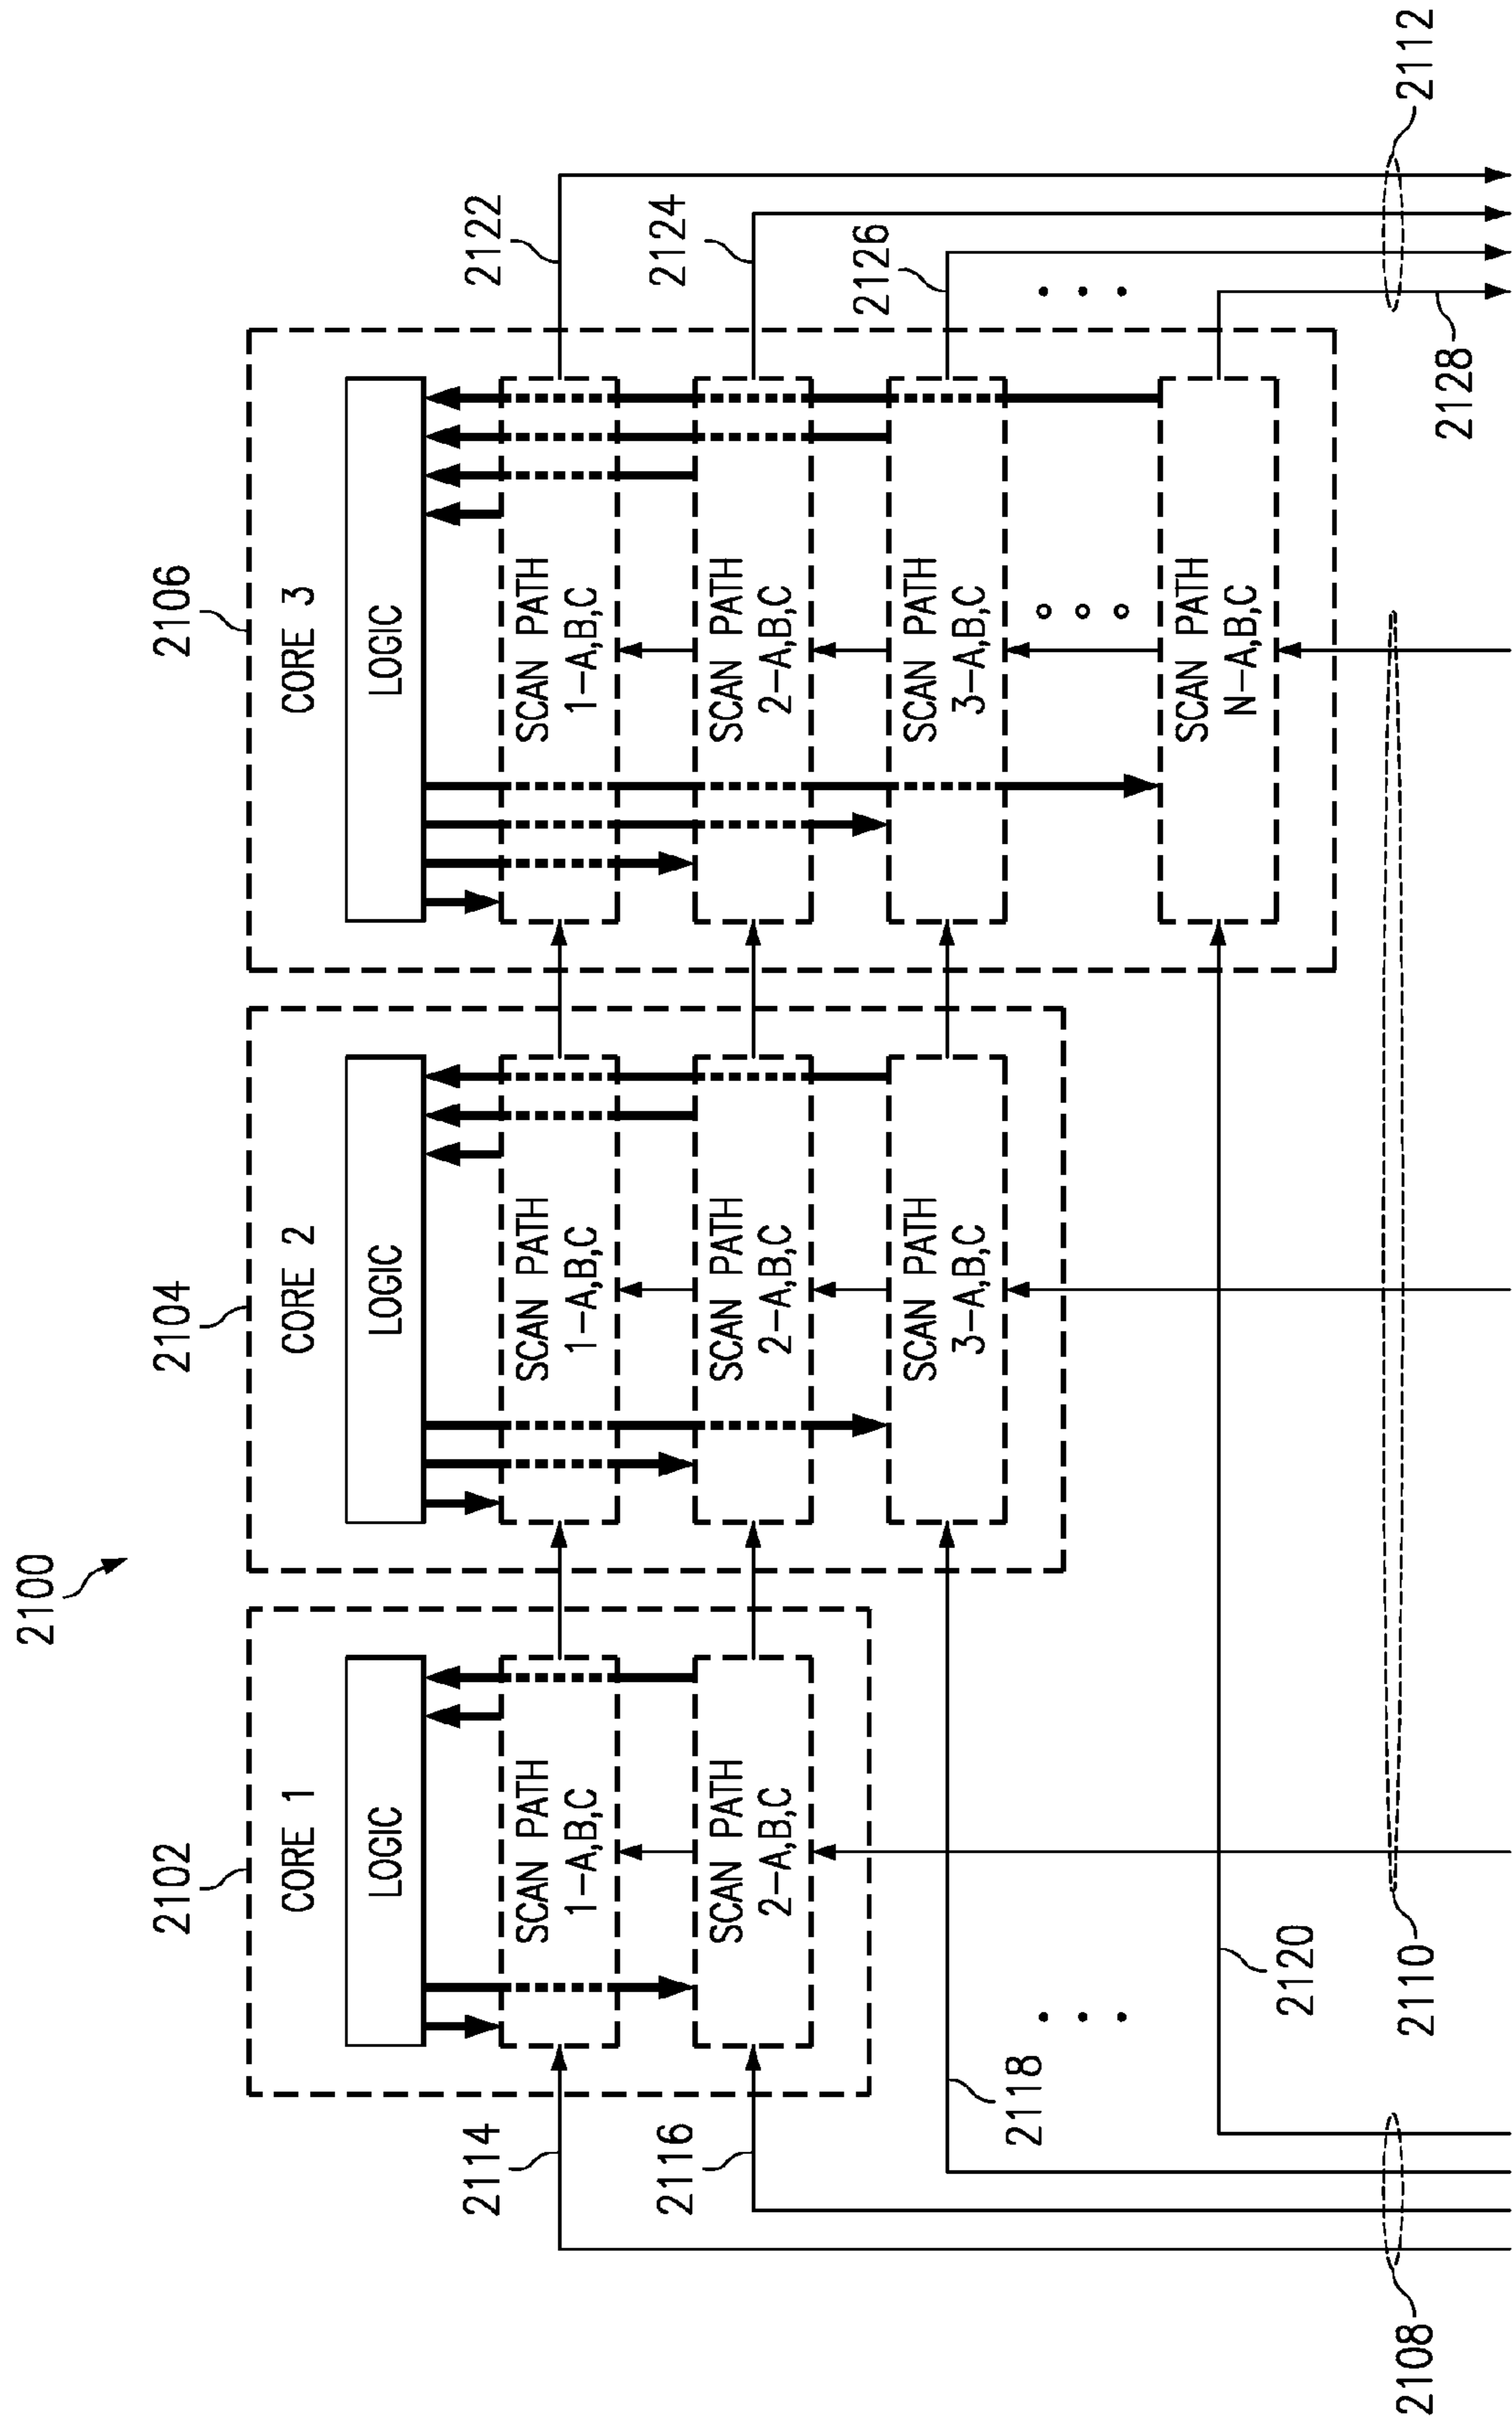 2100
2102
2104
2106
CORE 1
CORE 2
CORE 3
LOGIC
LOGIC
LOGIC
2114
SCAN PATH
1-A,B,C
SCAN PATH
1-A,B,C
SCAN PATH
1-A,B,C
2122
2116
SCAN PATH
2-A,B,C
SCAN PATH
2-A,B,C
SCAN PATH
2-A,B,C
2124
2118
SCAN PATH
3-A,B,C
SCAN PATH
3-A,B,C
2126
2120
SCAN PATH
N-A,B,C
2108
2110
2128
2112